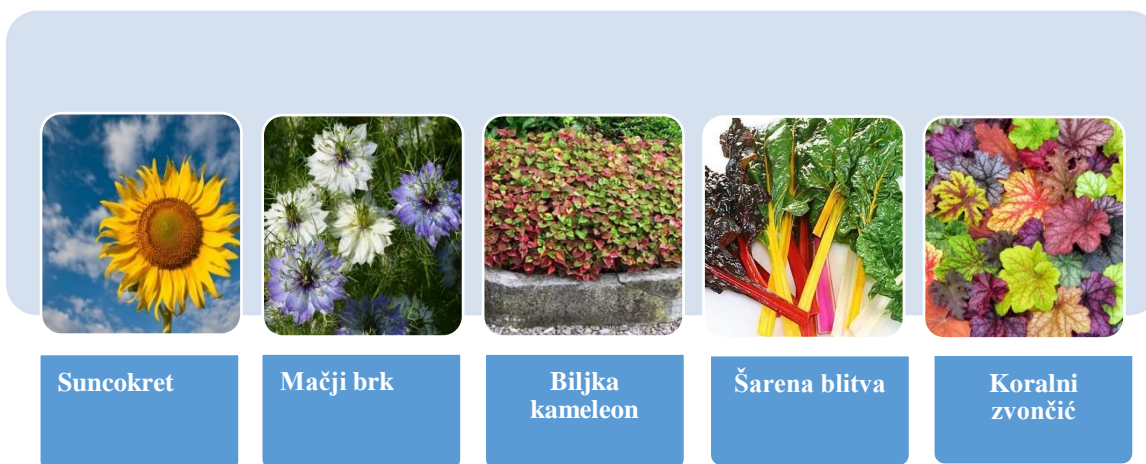 Suncokret
Mačji brk
Biljka
kameleon
Šarena blitva
Koralni
zvončić